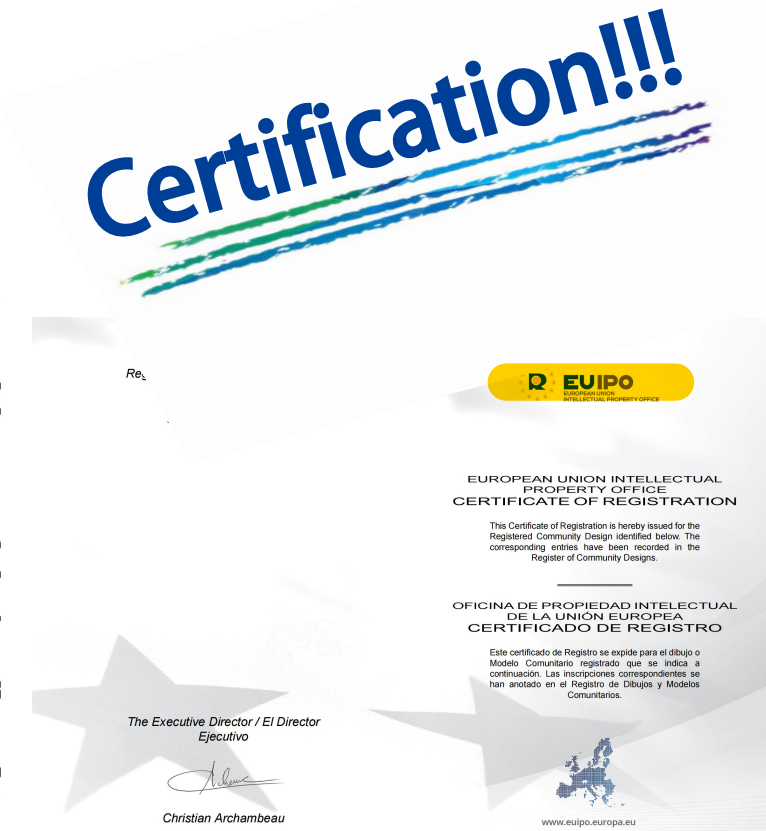 Certification!!!
EUIPO
EUROPEAN UNION
INTELLECTUAL PROPERTY OFFICE
EUROPEAN UNION INTELLECTUAL
PROPERTY OFFICE
CERTIFICATE OF REGISTRATION
This Certificate of Registration is hereby issued for the
Registered Community Design identified below. The
corresponding entries have been recorded in the
Register of Community Designs.
OFICINA DE PROPIEDAD INTELECTUAL
DE LA UNIÓN EUROPEA
CERTIFICADO DE REGISTRO
Este certificado de Registro se expide para el dibujo o
Modelo Comunitario registrado que se indica a
continuación. Las inscripciones correspondientes se
han anotado en el Registro de Dibujos y Modelos
Comunitarios.
The Executive Director / El Director
Ejecutivo
Christian Archambeau
www.euipo.europa.eu